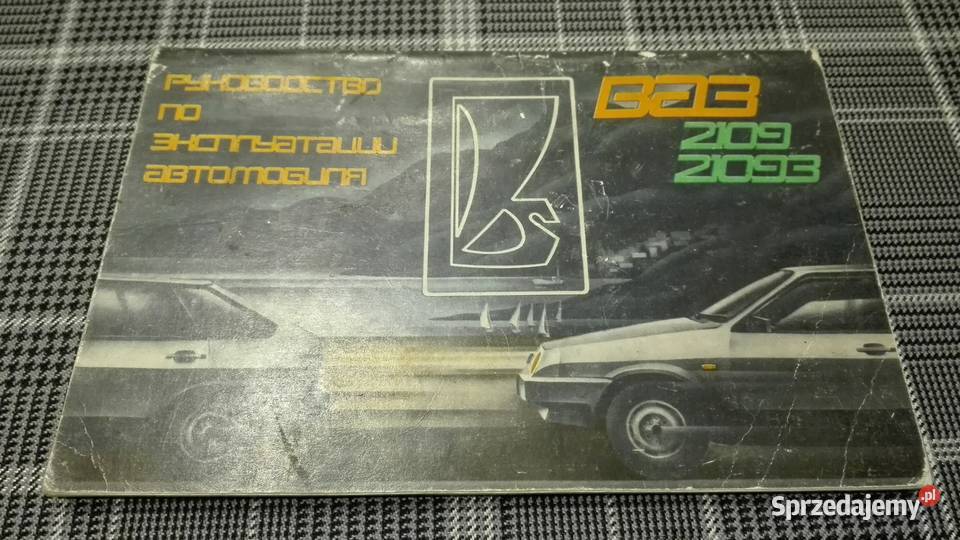 РУКОВОДСТВО
ПО
ЭКСПЛУАТАЦИИ
АВТОМОБИЛЯ
ВАЗ
2109
21093
Sprzedajemy.pl